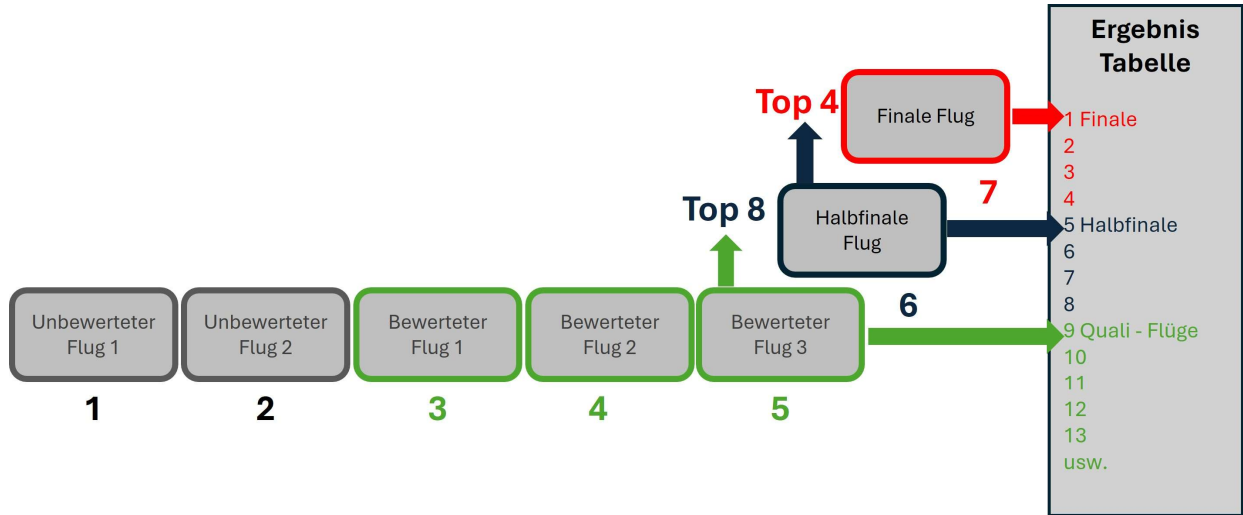 Unbewerteter
Flug 1
1
Unbewerteter
Flug 2
2
Bewerteter
Flug 1
3
Bewerteter
Flug 2
4
Bewerteter
Flug 3
5
Top 8
Halbfinale
Flug
6
Top 4
Finale Flug
7
Ergebnis
Tabelle
1 Finale
2
3
4
5 Halbfinale
6
7
8
9 Quali - Flüge
10
11
12
13
usw.